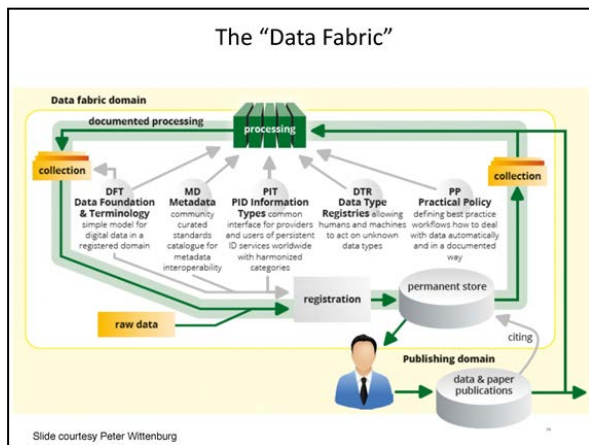 The “Data Fabric”
Data fabric domain
documented processing
processing
collection
collection
DFT
Data Foundation
& Terminology
simple model for
digital data in a
registered domain
MD
Metadata
community
curated
standards
catalogue for
metadata
interoperability
PIT
PID Information
Types common
interface for providers
and users of persistent
ID services worldwide
with harmonized
categories
DTR
Data Type
Registries allowing
humans and machines
to act on unknown
data types
PP
Practical Policy
defining best practice
workflows how to deal
with data automatically
and in a documented
way
registration
permanent store
raw data
citing
Publishing domain
data & paper
publications
Slide courtesy Peter Wittenburg